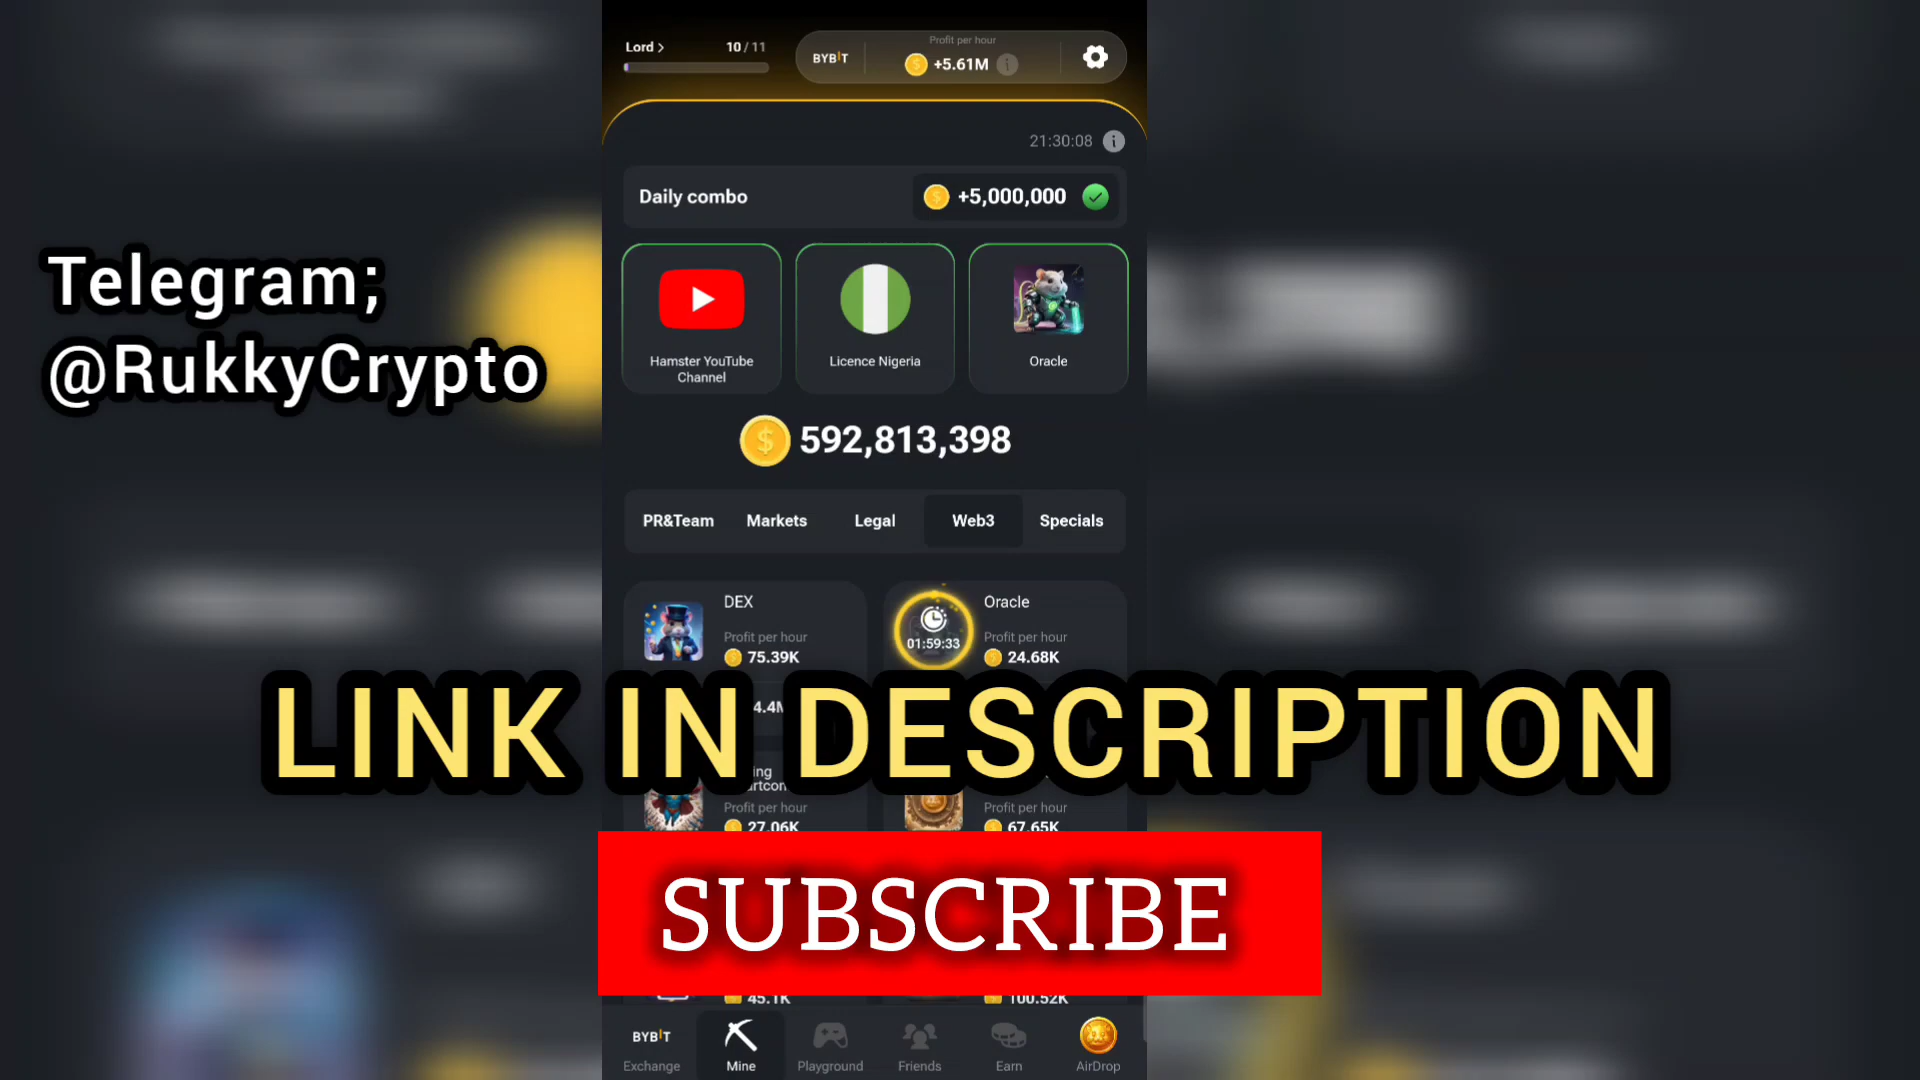 Lord > 10/11
BYBIT
Profit per hour
+5.61M
21:30:08
Daily combo +5,000,000
Hamster YouTube
Channel
Licence Nigeria
Oracle
Telegram;
@RukkyCrypto
592,813,398
PR&Team Markets Legal Web3 Specials
DEX
Profit per hour
75.39K
Oracle
01:59:33
Profit per hour
24.68K
LINK IN DESCRIPTION
Profit per hour
27.06K
Profit per hour
67.65K
SUBSCRIBE
45.1K
100.52K
BYBIT
Exchange Mine Playground Friends Earn AirDrop